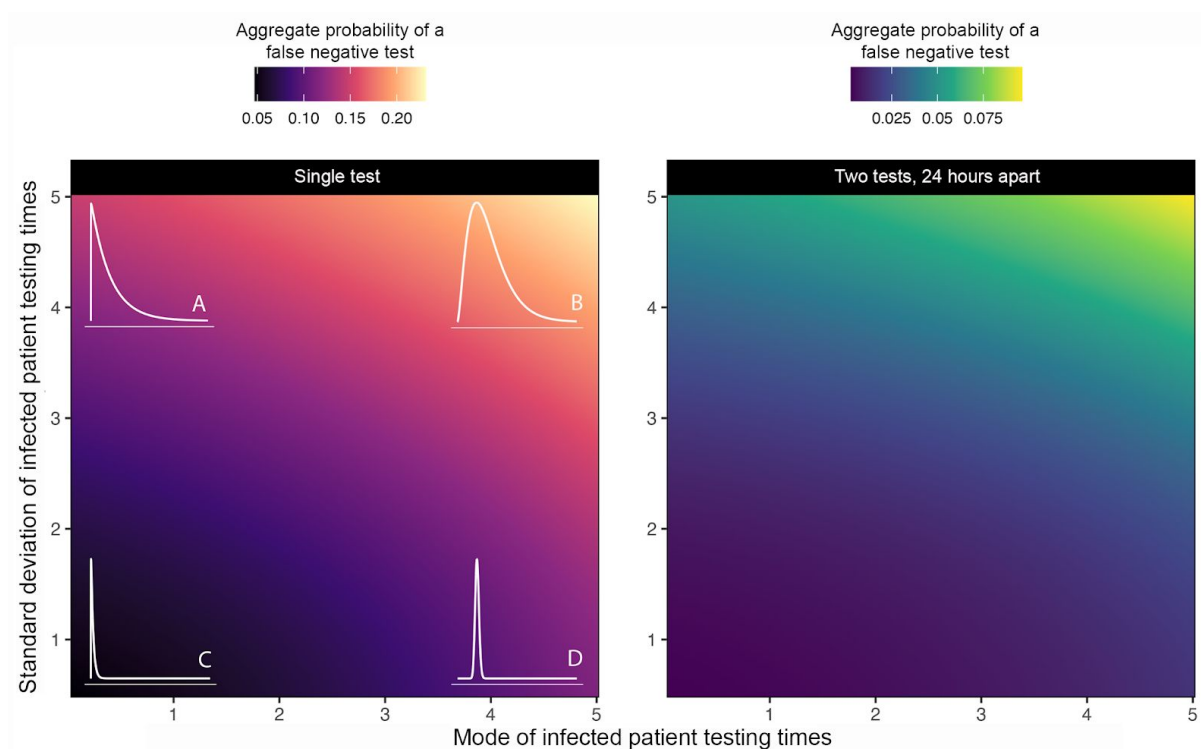 Aggregate probability of a
false negative test
0.05 0.10 0.15 0.20
Aggregate probability of a
false negative test
0.025 0.05 0.075
Single test
Two tests, 24 hours apart
Standard deviation of infected patient testing times
5
4
3
2
1
A
B
C
D
5
4
3
2
1
1 2 3 4 5
1 2 3 4 5
Mode of infected patient testing times